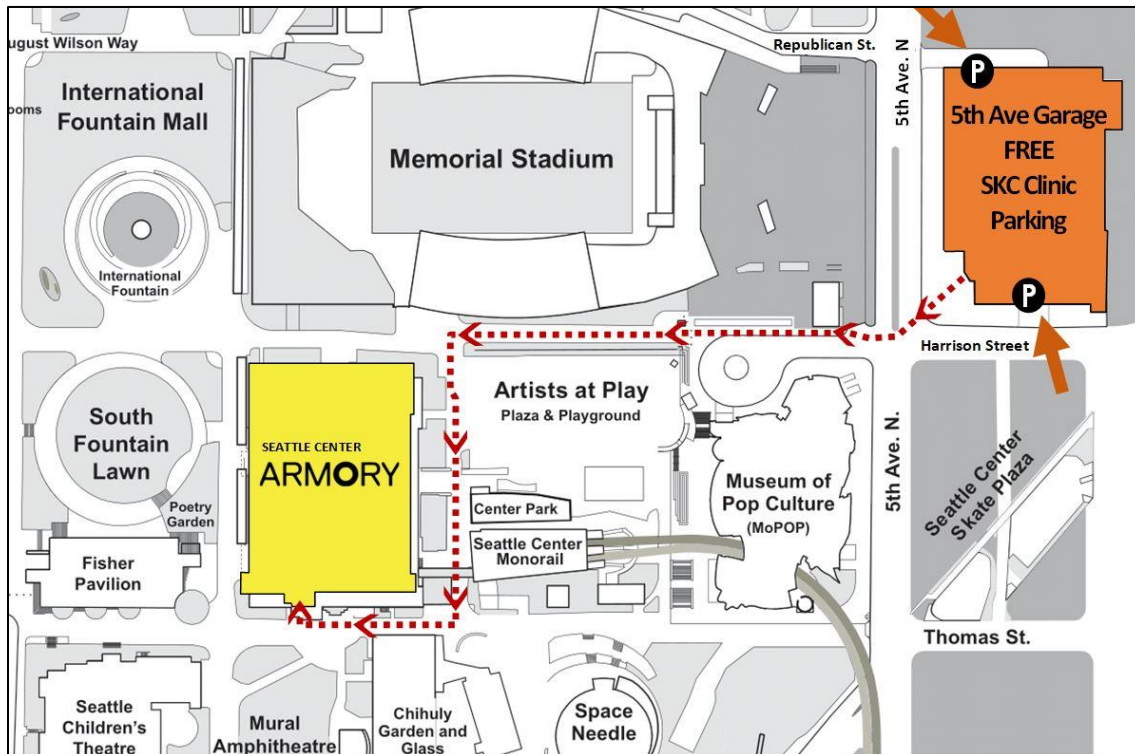 August Wilson Way
Republican St.
5th Ave. N
P
5th Ave Garage
FREE
SKC Clinic
Parking
P
International
Fountain Mall
ooms
Memorial Stadium
International
Fountain
Harrison Street
Artists at Play
Plaza & Playground
South
Fountain
Lawn
SEATTLE CENTER
ARMORY
Poetry
Garden
Center Park
Seattle Center
Monorail
Museum of
Pop Culture
(MoPOP)
5th Ave. N.
Seattle Center
Skate Plaza
Fisher
Pavilion
Thomas St.
Seattle
Children's
Theatre
Mural
Amphitheatre
Chihuly
Garden and
Glass
Space
Needle